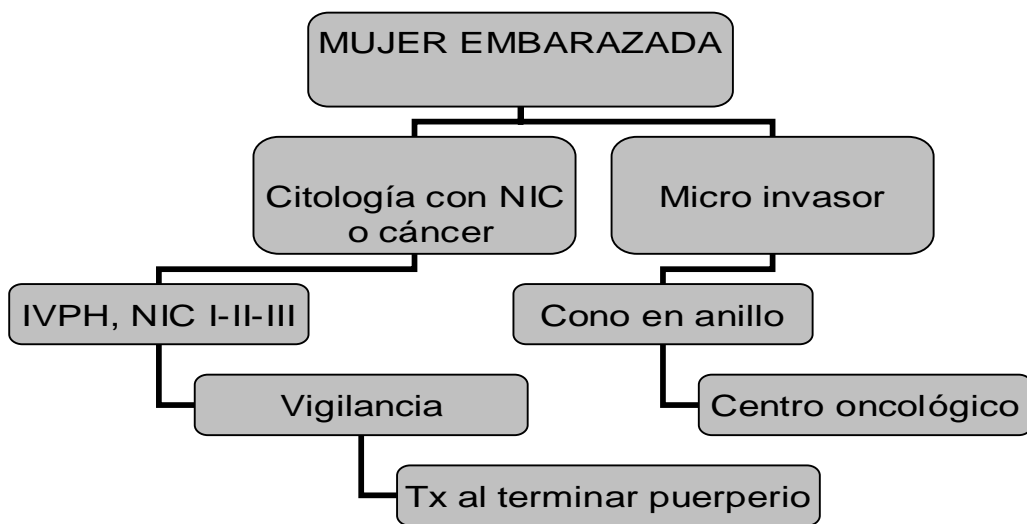 MUJER EMBARAZADA
Citología con NIC
o cáncer
Micro invasor
IVPH, NIC I-II-III
Cono en anillo
Vigilancia
Centro oncológico
Tx al terminar puerperio